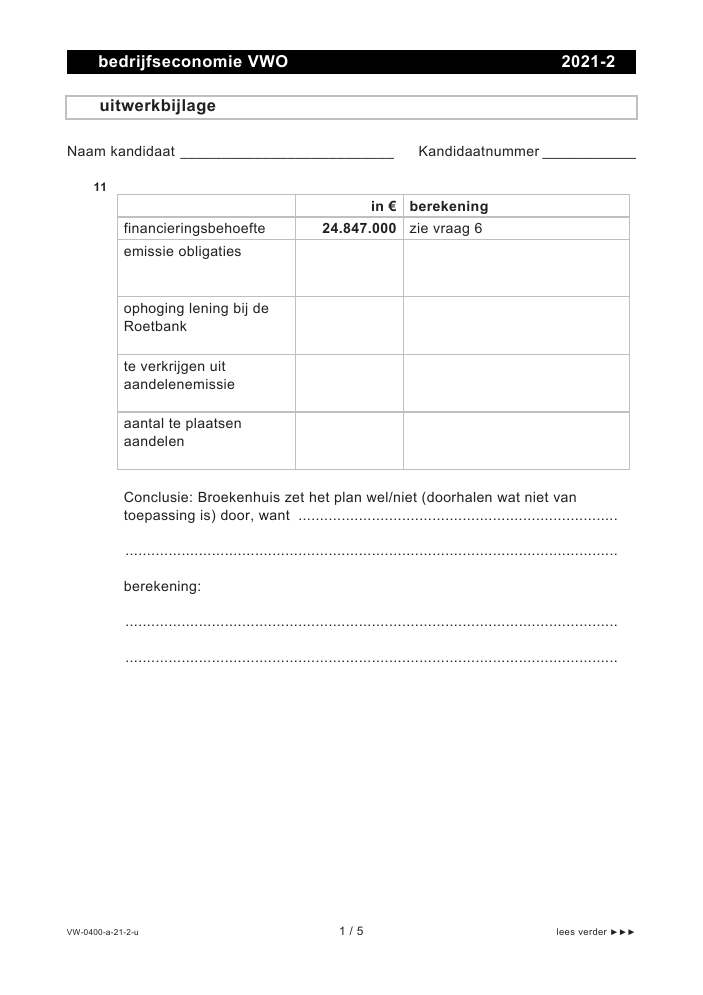 bedrijfseconomie VWO 2021-2
uitwerkbijlage
Naam kandidaat ___________________________ Kandidaatnummer ____________
11
in € berekening
financieringsbehoefte 24.847.000 zie vraag 6
emissie obligaties
ophoging lening bij de
Roetbank
te verkrijgen uit
aandelenemissie
aantal te plaatsen
aandelen
Conclusie: Broekenhuis zet het plan wel/niet (doorhalen wat niet van
toepassing is) door, want ..........................................................................
..................................................................................................................
berekening:
..................................................................................................................
..................................................................................................................
VW-0400-a-21-2-u 1 / 5 lees verder ►►►